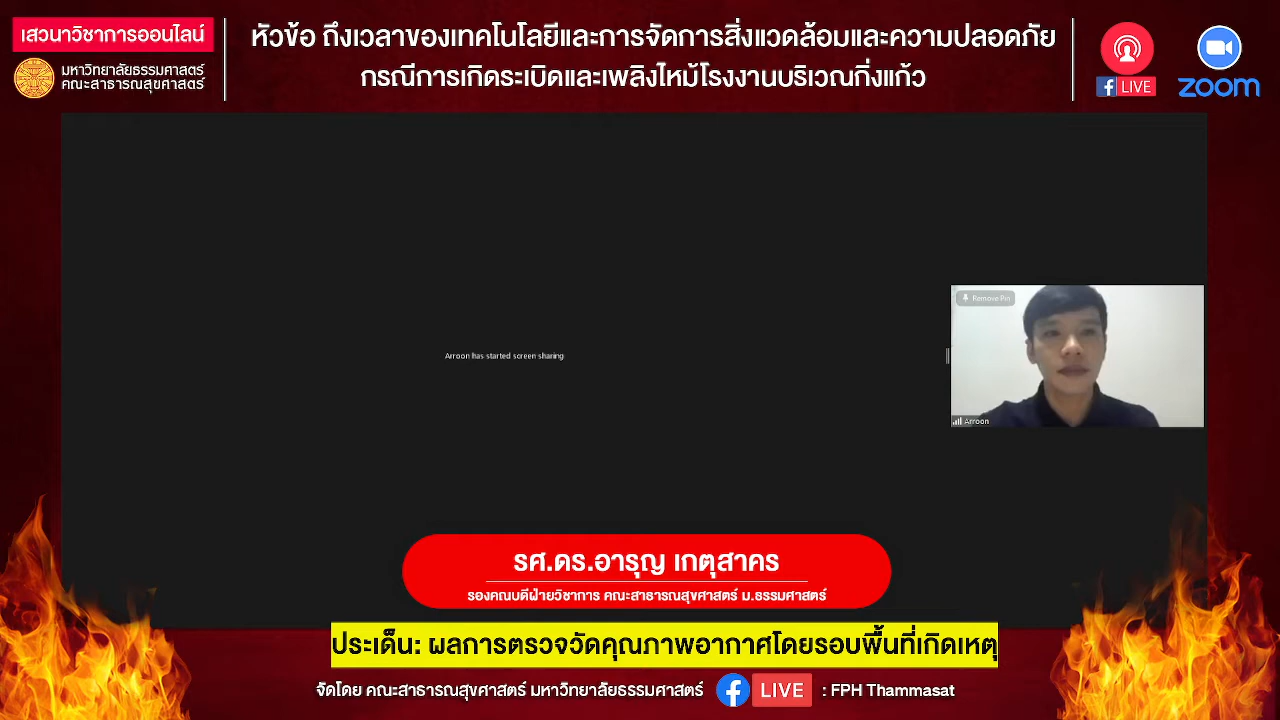 เสวนาวิชาการออนไลน์
มหาวิทยาลัยธรรมศาสตร์
คณะสาธารณสุขศาสตร์
หัวข้อ ถึงเวลาของเทคโนโลยีและการจัดการสิ่งแวดล้อมและความปลอดภัย
กรณีการเกิดระเบิดและเพลิงไหม้โรงงานบริเวณกิ่งแก้ว
LIVE
zoom
Arroon has started screen sharing
Remove Pin
Arroon
รศ.ดร.อารุญ เกตุสาคร
รองคณบดีฝ่ายวิชาการ คณะสาธารณสุขศาสตร์ ม.ธรรมศาสตร์
ประเด็น: ผลการตรวจวัดคุณภาพอากาศโดยรอบพื้นที่เกิดเหตุ
จัดโดย คณะสาธารณสุขศาสตร์ มหาวิทยาลัยธรรมศาสตร์ LIVE : FPH Thammasat